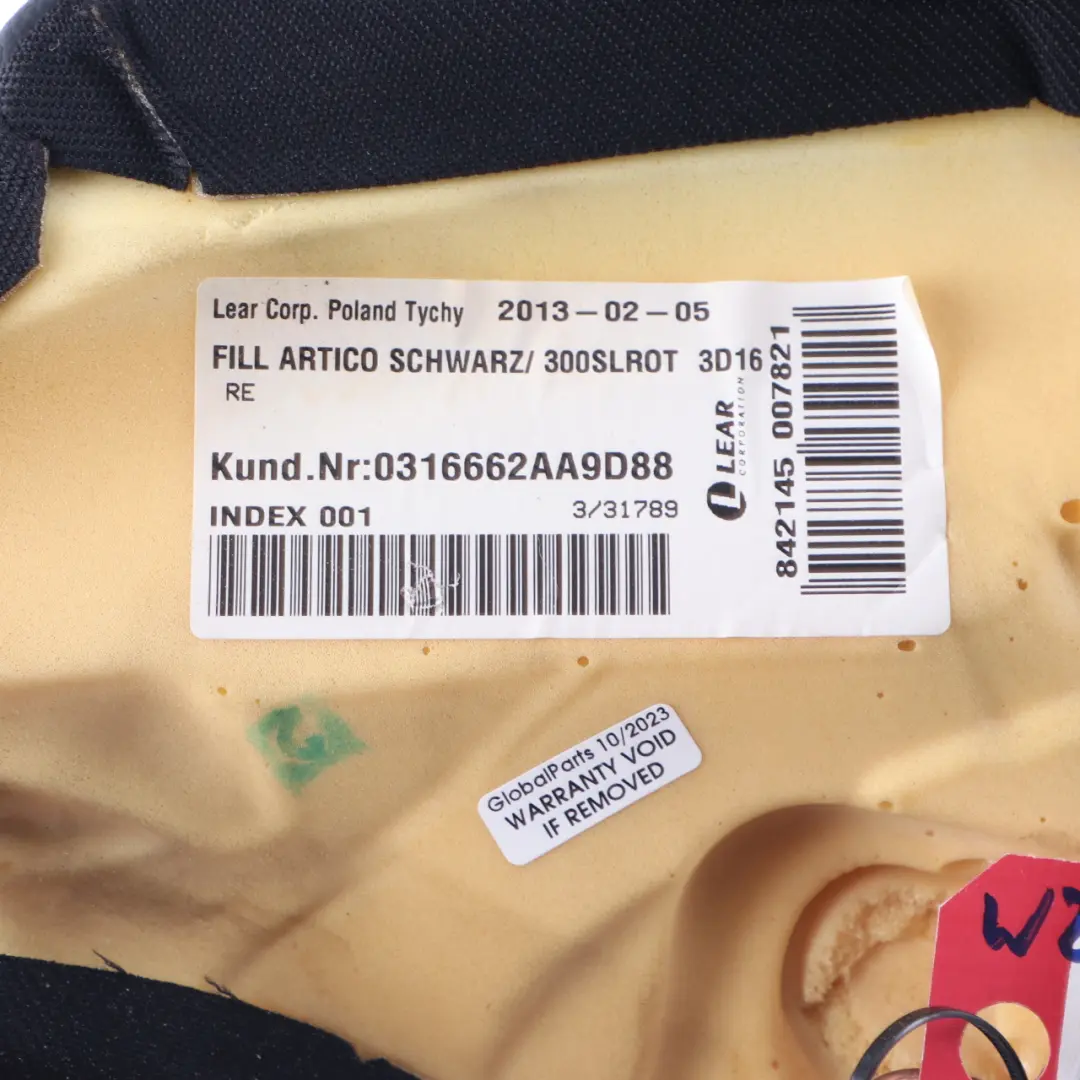 Lear Corp. Poland Tychy 2013-02-05
FILL ARTICO SCHWARZ/ 300SLROT 3D16
RE
Kund.Nr:0316662AA9D88
INDEX 001 3/31789
LEAR
CORPORATION
842145 007821
GlobalParts 10/2023
WARRANTY VOID
IF REMOVED